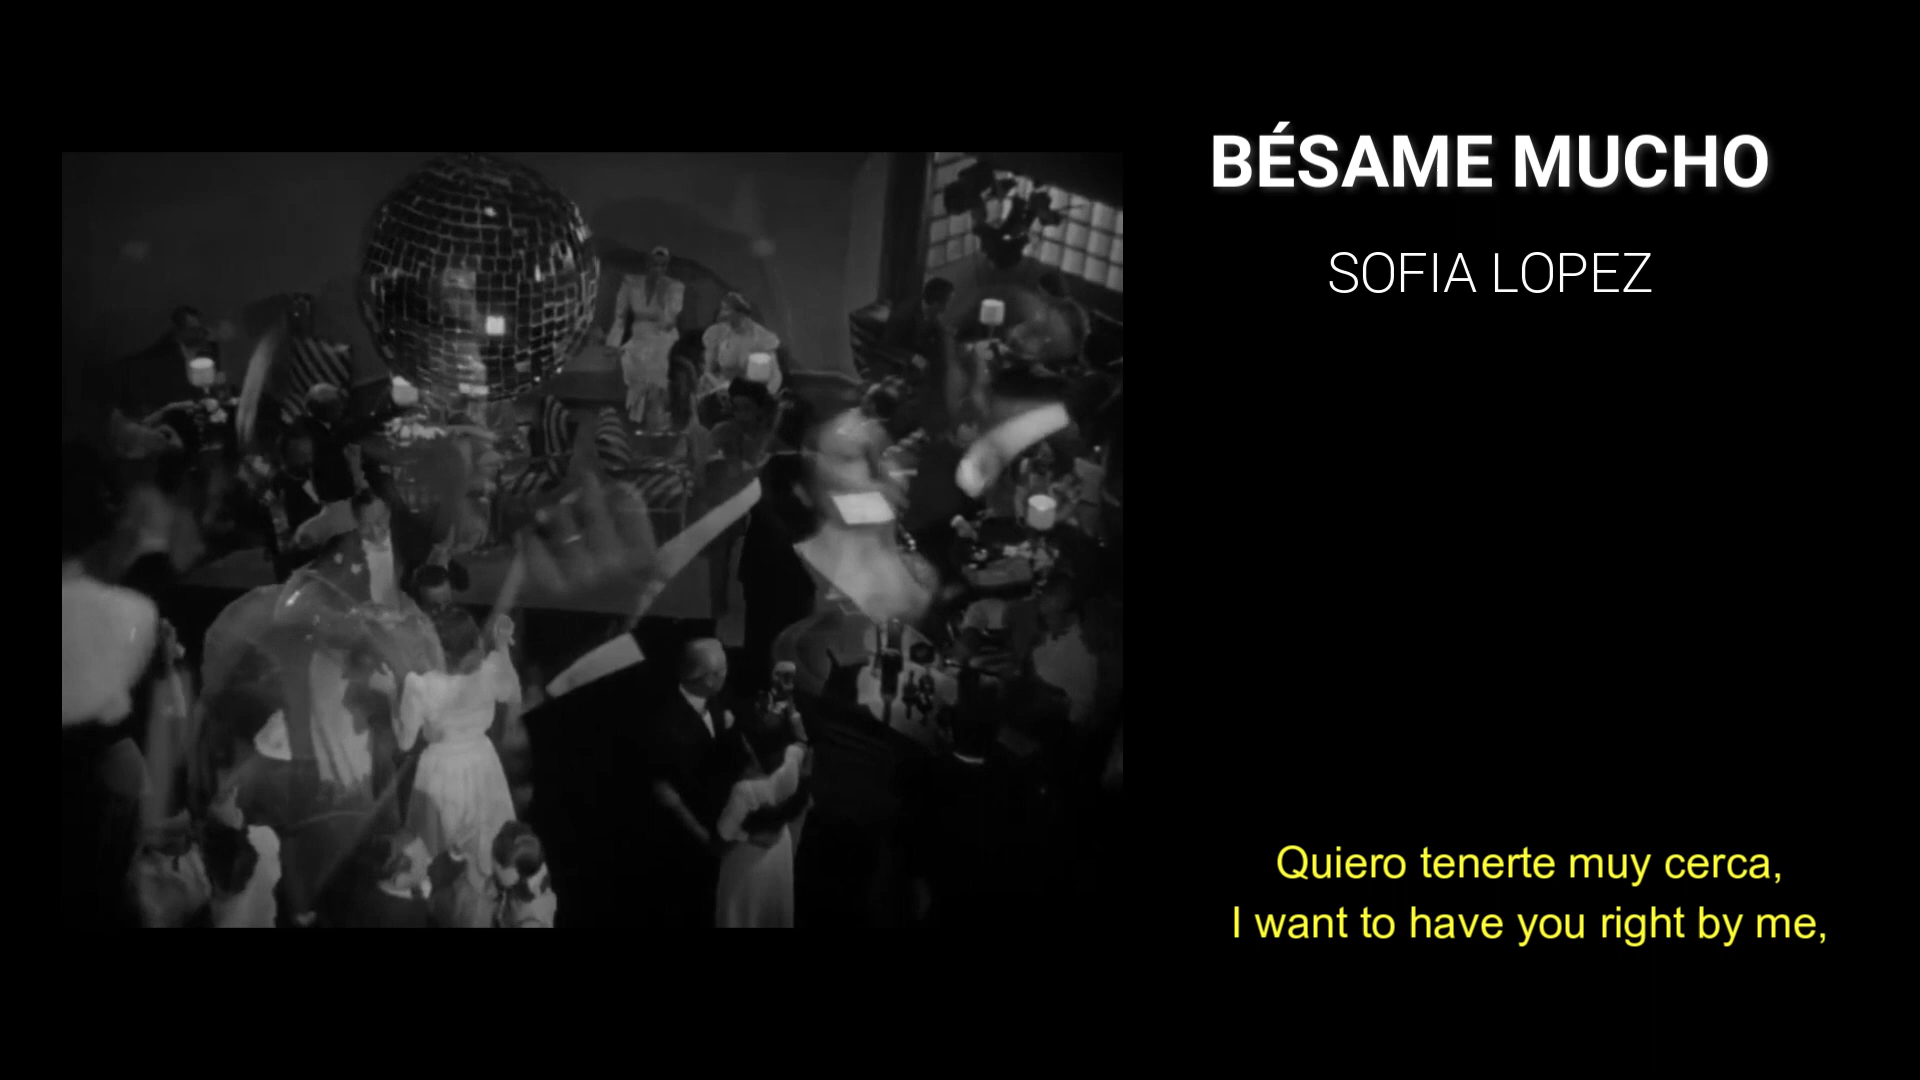 BÉSAME MUCHO
SOFIA LOPEZ
Quiero tenerte muy cerca,
I want to have you right by me,